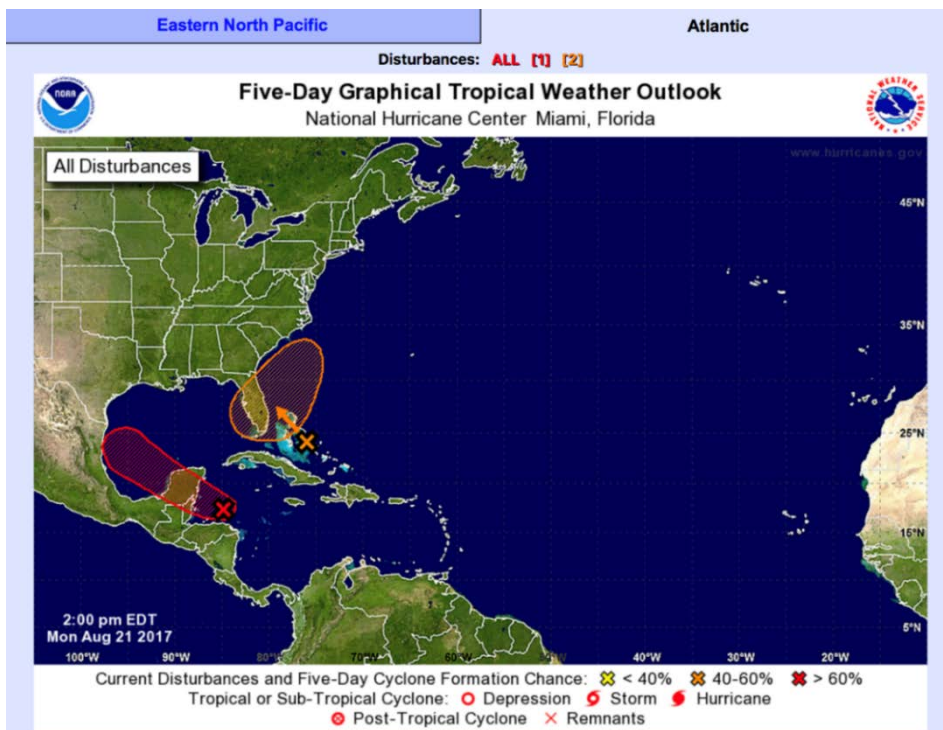 Eastern North Pacific
Atlantic
Disturbances: ALL [1] [2]
NOAA
Five-Day Graphical Tropical Weather Outlook
National Hurricane Center Miami, Florida
All Disturbances
www.hurricanes.gov
45°N
35°N
25°N
15°N
5°N
2:00 pm EDT
Mon Aug 21 2017
100°W 90°W 80°W 70°W 60°W 50°W 40°W 30°W 20°W
Current Disturbances and Five-Day Cyclone Formation Chance: < 40% 40-60% > 60%
Tropical or Sub-Tropical Cyclone: Depression Storm Hurricane
Post-Tropical Cyclone Remnants